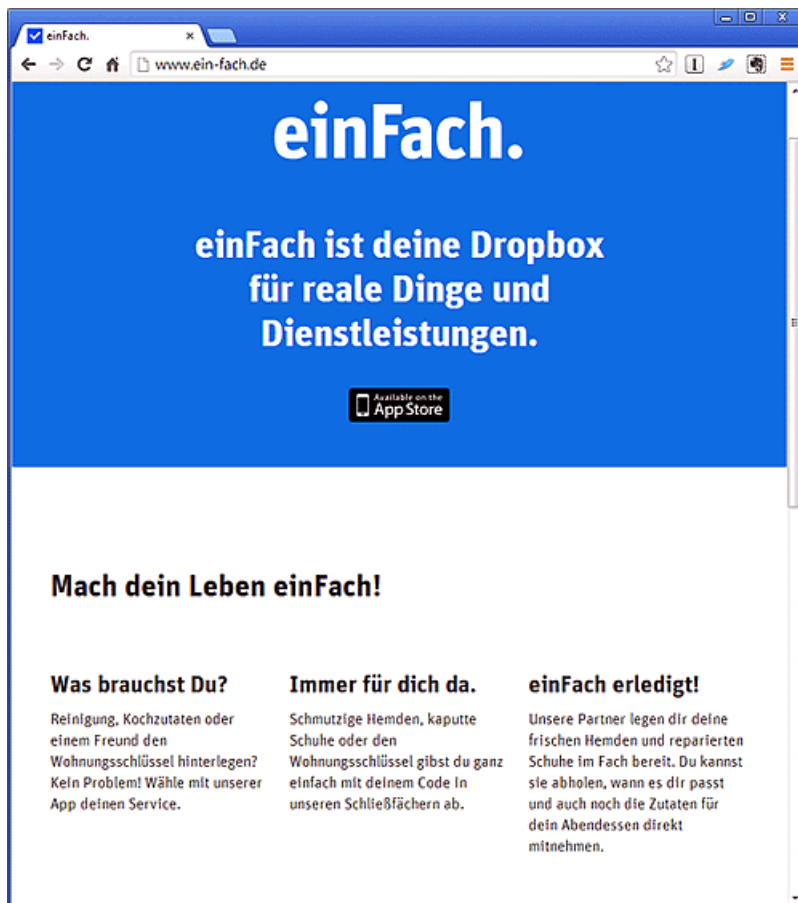 einFach.
www.ein-fach.de
einFach.
einFach ist deine Dropbox
für reale Dinge und
Dienstleistungen.
Available on the
App Store
Mach dein Leben einFach!
Was brauchst Du?
Reinigung, Kochzutaten oder
einem Freund den
Wohnungsschlüssel hinterlegen?
Kein Problem! Wähle mit unserer
App deinen Service.
Immer für dich da.
Schmutzige Hemden, kaputte
Schuhe oder den
Wohnungsschlüssel gibst du ganz
einfach mit deinem Code in
unseren Schließfächern ab.
einFach erledigt!
Unsere Partner legen dir deine
frischen Hemden und reparierten
Schuhe im Fach bereit. Du kannst
sie abholen, wann es dir passt
und auch noch die Zutaten für
dein Abendessen direkt
mitnehmen.